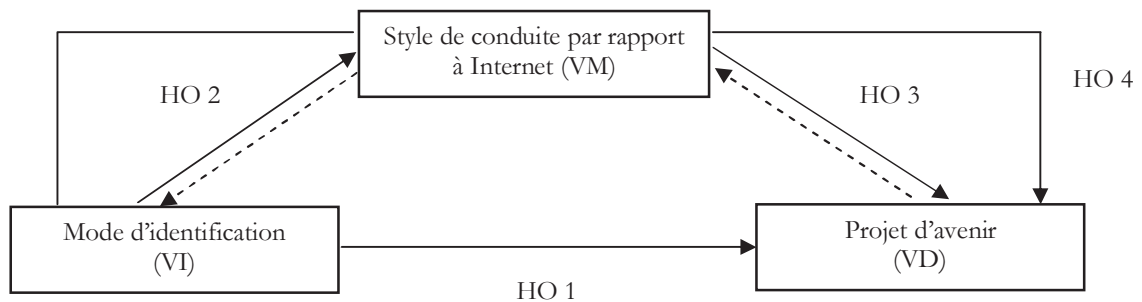 Style de conduite par rapport
à Internet (VM)
HO 2
HO 3
HO 4
Mode d'identification
(VI)
Projet d'avenir
(VD)
HO 1